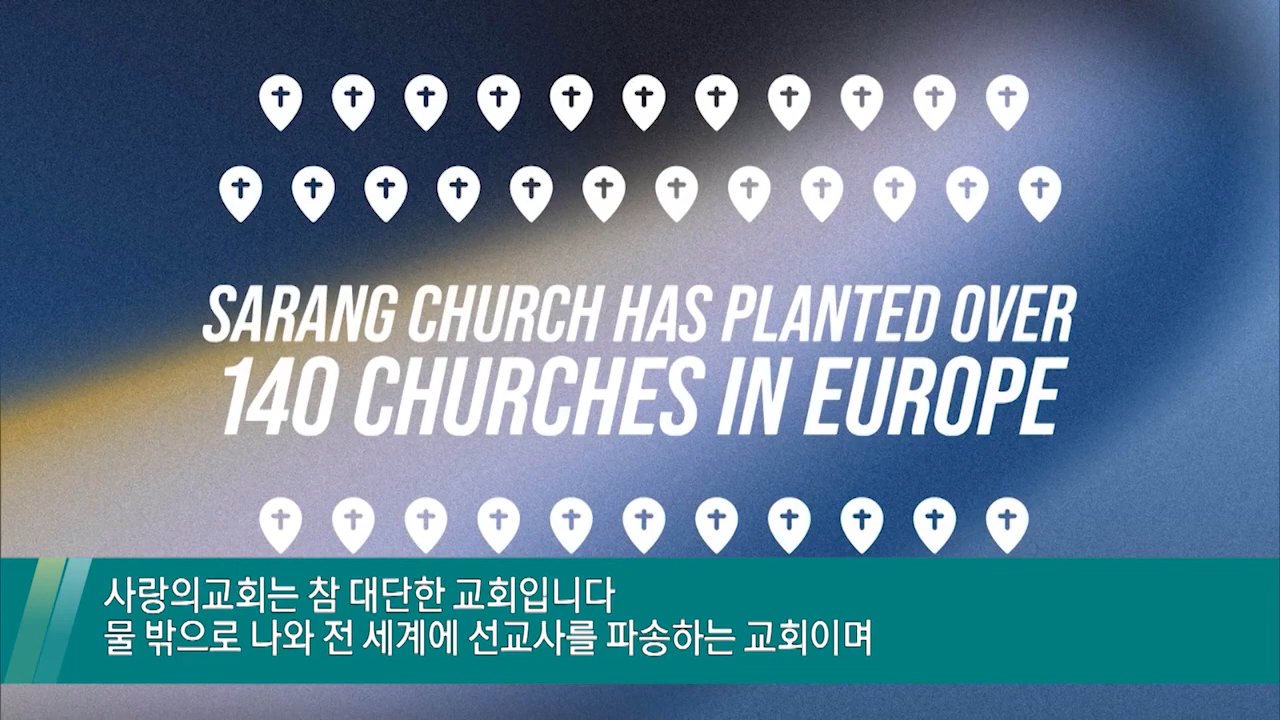 SARANG CHURCH HAS PLANTED OVER
140 CHURCHES IN EUROPE
사랑의교회는 참 대단한 교회입니다
물 밖으로 나와 전 세계에 선교사를 파송하는 교회이며